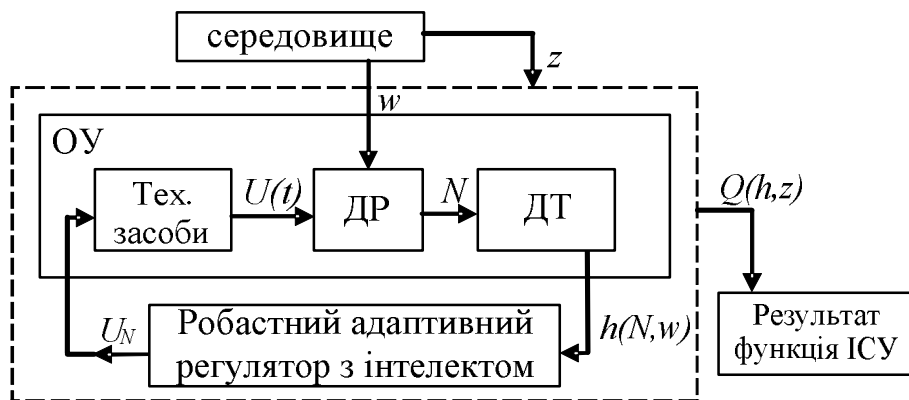 середовище
z
w
ОУ
Тех.
засоби
U(t)
ДР
N
ДТ
Q(h,z)
U_N
Робастний адаптивний
регулятор з інтелектом
h(N,w)
Результат
функція ІСУ